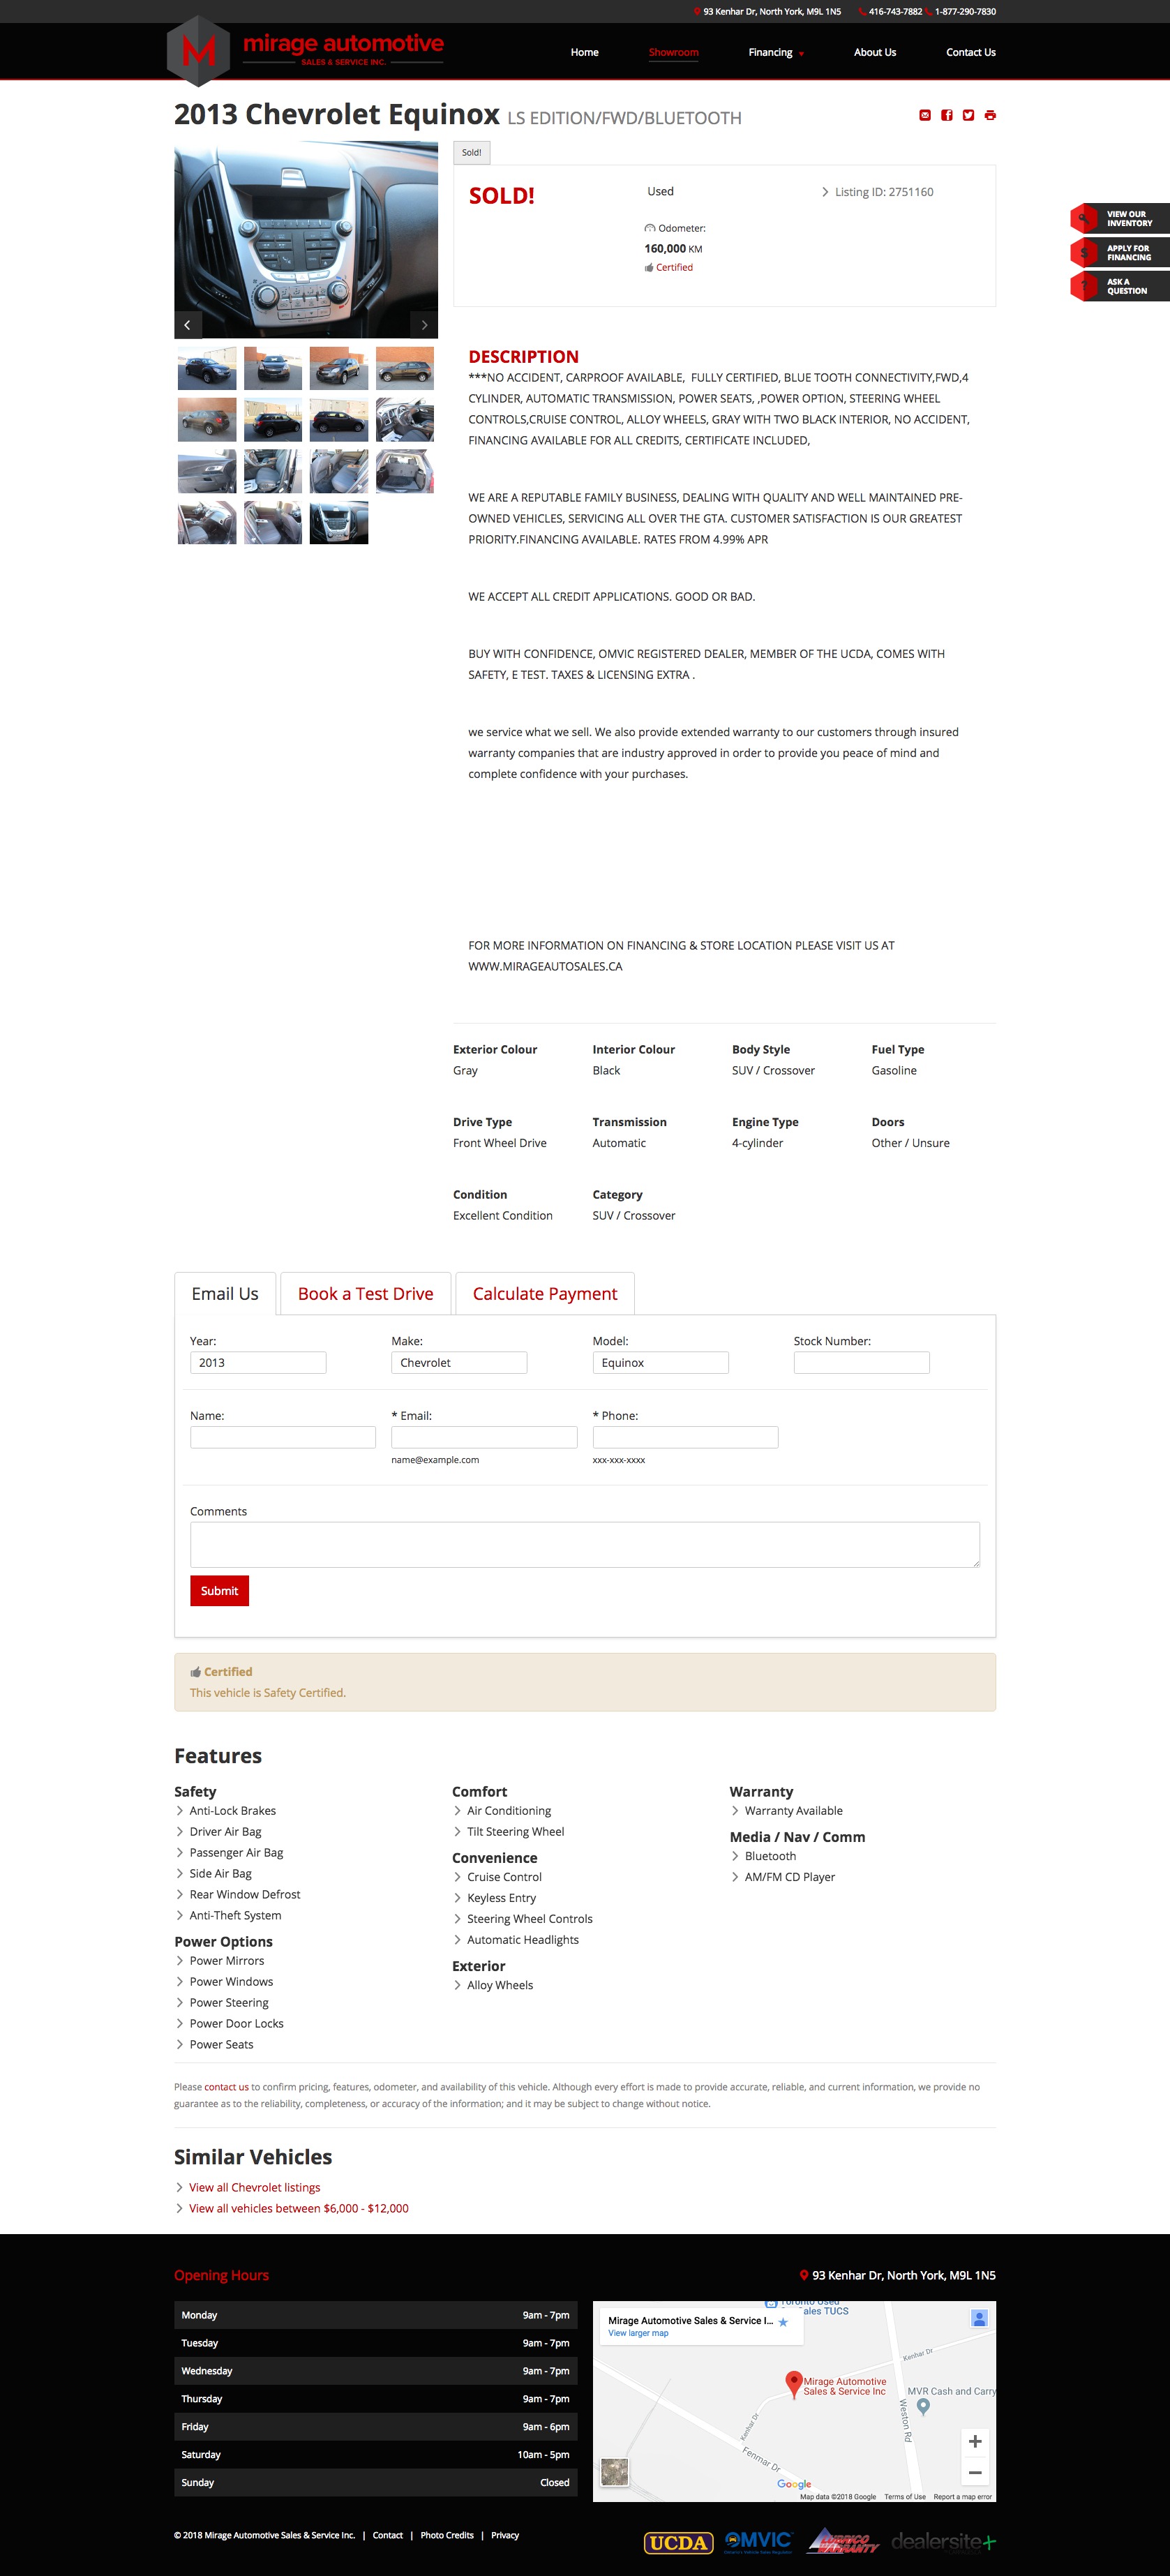 93 Kenhar Dr, North York, M9L 1N5 416-743-7882 1-877-290-7830
M
mirage automotive
SALES & SERVICE INC.
Home Showroom Financing About Us Contact Us
2013 Chevrolet Equinox LS EDITION/FWD/BLUETOOTH
Sold!
SOLD!
Used
Listing ID: 2751160
Odometer:
160,000 KM
Certified
VIEW OUR
INVENTORY
APPLY FOR
FINANCING
ASK A
QUESTION
DESCRIPTION
***NO ACCIDENT, CARPROOF AVAILABLE, FULLY CERTIFIED, BLUE TOOTH CONNECTIVITY,FWD,4
CYLINDER, AUTOMATIC TRANSMISSION, POWER SEATS, ,POWER OPTION, STEERING WHEEL
CONTROLS,CRUISE CONTROL, ALLOY WHEELS, GRAY WITH TWO BLACK INTERIOR, NO ACCIDENT,
FINANCING AVAILABLE FOR ALL CREDITS, CERTIFICATE INCLUDED,
WE ARE A REPUTABLE FAMILY BUSINESS, DEALING WITH QUALITY AND WELL MAINTAINED PRE-
OWNED VEHICLES, SERVICING ALL OVER THE GTA. CUSTOMER SATISFACTION IS OUR GREATEST
PRIORITY.FINANCING AVAILABLE. RATES FROM 4.99% APR
WE ACCEPT ALL CREDIT APPLICATIONS. GOOD OR BAD.
BUY WITH CONFIDENCE, OMVIC REGISTERED DEALER, MEMBER OF THE UCDA, COMES WITH
SAFETY, E TEST. TAXES & LICENSING EXTRA .
we service what we sell. We also provide extended warranty to our customers through insured
warranty companies that are industry approved in order to provide you peace of mind and
complete confidence with your purchases.
FOR MORE INFORMATION ON FINANCING & STORE LOCATION PLEASE VISIT US AT
WWW.MIRAGEAUTOSALES.CA
Exterior Colour Interior Colour Body Style Fuel Type
Gray Black SUV / Crossover Gasoline
Drive Type Transmission Engine Type Doors
Front Wheel Drive Automatic 4-cylinder Other / Unsure
Condition Category
Excellent Condition SUV / Crossover
Email Us Book a Test Drive Calculate Payment
Year: Make: Model: Stock Number:
2013 Chevrolet Equinox
Name: * Email: * Phone:
name@example.com xxx-xxx-xxxx
Comments
Submit
Certified
This vehicle is Safety Certified.
Features
Safety
Anti-Lock Brakes
Driver Air Bag
Passenger Air Bag
Side Air Bag
Rear Window Defrost
Anti-Theft System
Power Options
Power Mirrors
Power Windows
Power Steering
Power Door Locks
Power Seats
Comfort
Air Conditioning
Tilt Steering Wheel
Convenience
Cruise Control
Keyless Entry
Steering Wheel Controls
Automatic Headlights
Exterior
Alloy Wheels
Warranty
Warranty Available
Media / Nav / Comm
Bluetooth
AM/FM CD Player
Please contact us to confirm pricing, features, odometer, and availability of this vehicle. Although every effort is made to provide accurate, reliable, and current information, we provide no
guarantee as to the reliability, completeness, or accuracy of the information; and it may be subject to change without notice.
Similar Vehicles
View all Chevrolet listings
View all vehicles between $6,000 - $12,000
Opening Hours
93 Kenhar Dr, North York, M9L 1N5
Monday 9am - 7pm
Tuesday 9am - 7pm
Wednesday 9am - 7pm
Thursday 9am - 7pm
Friday 9am - 6pm
Saturday 10am - 5pm
Sunday Closed
Toronto Used
Sales TUCS
Mirage Automotive Sales & Service I...
View larger map
Kenhar Dr
Mirage Automotive
Sales & Service Inc
MVR Cash and Carry
Weston Rd
Kenhar Dr
Fenmar Dr
Google
Map data ©2018 Google Terms of Use Report a map error
© 2018 Mirage Automotive Sales & Service Inc. | Contact | Photo Credits | Privacy
UCDA OMVIC WARRANTY dealersite+